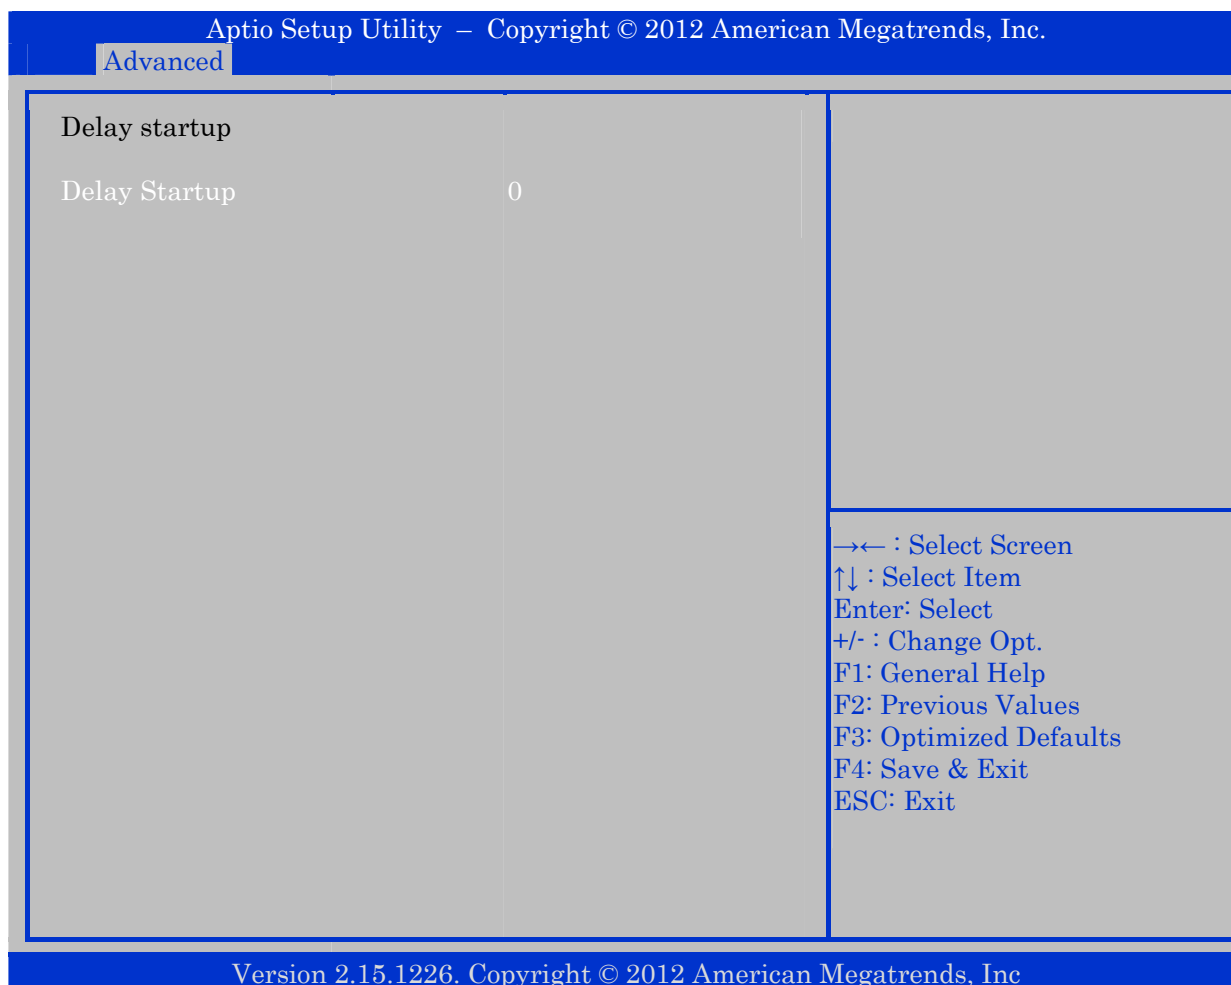 Aptio Setup Utility – Copyright © 2012 American Megatrends, Inc.
Advanced
Delay startup
Delay Startup 0
→← : Select Screen
↑↓ : Select Item
Enter: Select
+/- : Change Opt.
F1: General Help
F2: Previous Values
F3: Optimized Defaults
F4: Save & Exit
ESC: Exit
Version 2.15.1226. Copyright © 2012 American Megatrends, Inc